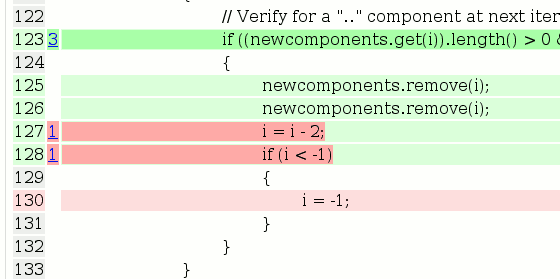 {
122 // Verify for a ".." component at next iter
123 3 if ((newcomponents.get(i)).length() > 0 &
124 {
125 newcomponents.remove(i);
126 newcomponents.remove(i);
127 1 i = i - 2;
128 1 if (i < -1)
129 {
130 i = -1;
131 }
132 }
133 }